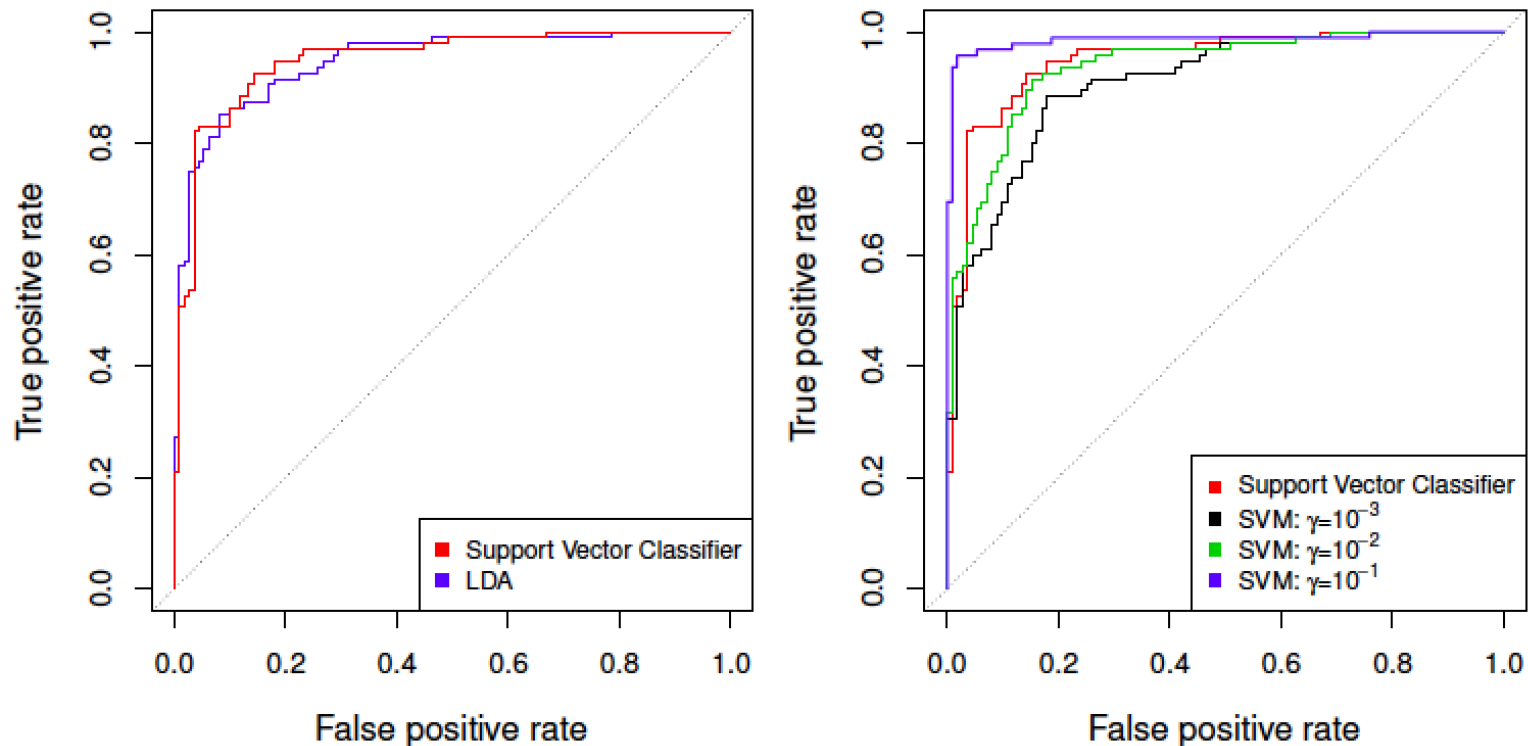 True positive rate
1.0
0.8
0.6
0.4
0.2
0.0
Support Vector Classifier
LDA
0.0 0.2 0.4 0.6 0.8 1.0
False positive rate
True positive rate
1.0
0.8
0.6
0.4
0.2
0.0
Support Vector Classifier
SVM: γ=10⁻³
SVM: γ=10⁻²
SVM: γ=10⁻¹
0.0 0.2 0.4 0.6 0.8 1.0
False positive rate